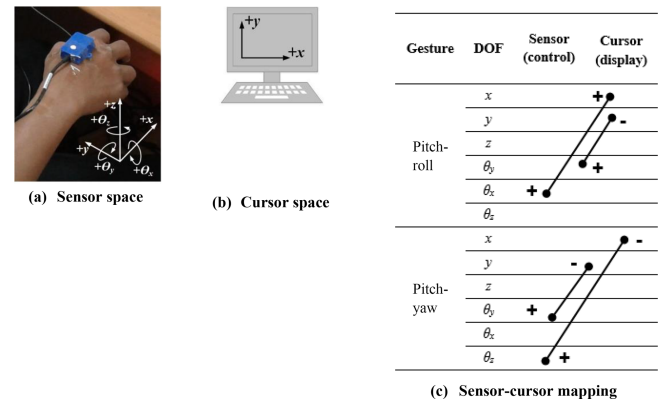 +z
+x
+θz
+y
+θy
+θx
(a) Sensor space
+y
+x
(b) Cursor space
Gesture DOF Sensor (control) Cursor (display)
x +
y -
z
Pitch-
roll
θy +
θx +
θz
x -
y -
z
Pitch-
yaw
θy +
θx
θz +
(c) Sensor-cursor mapping